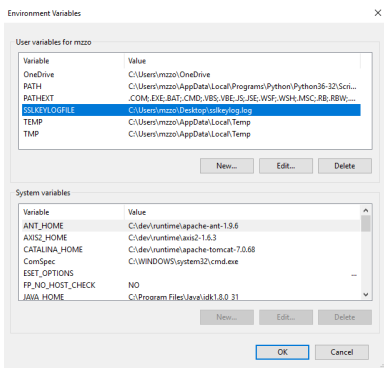 Environment Variables
User variables for mzzo
Variable Value
OneDrive C:\Users\mzzo\OneDrive
PATH C:\Users\mzzo\AppData\Local\Programs\Python\Python36-32\Scri...
PATHEXT .COM;.EXE;.BAT;.CMD;.VBS;.VBE;.JS;.JSE;.WSF;.WSH;.MSC;.RB;.RBW;....
SSLKEYLOGFILE C:\Users\mzzo\Desktop\sslkeylog.log
TEMP C:\Users\mzzo\AppData\Local\Temp
TMP C:\Users\mzzo\AppData\Local\Temp
New... Edit... Delete
System variables
Variable Value
ANT_HOME C:\dev\runtime\apache-ant-1.9.6
AXIS2_HOME C:\dev\runtime\axis2-1.6.3
CATALINA_HOME C:\dev\runtime\apache-tomcat-7.0.68
ComSpec C:\WINDOWS\system32\cmd.exe
ESET_OPTIONS ...
FP_NO_HOST_CHECK NO
JAVA_HOME C:\Program Files\Java\jdk1.8.0_31
New... Edit... Delete
OK Cancel